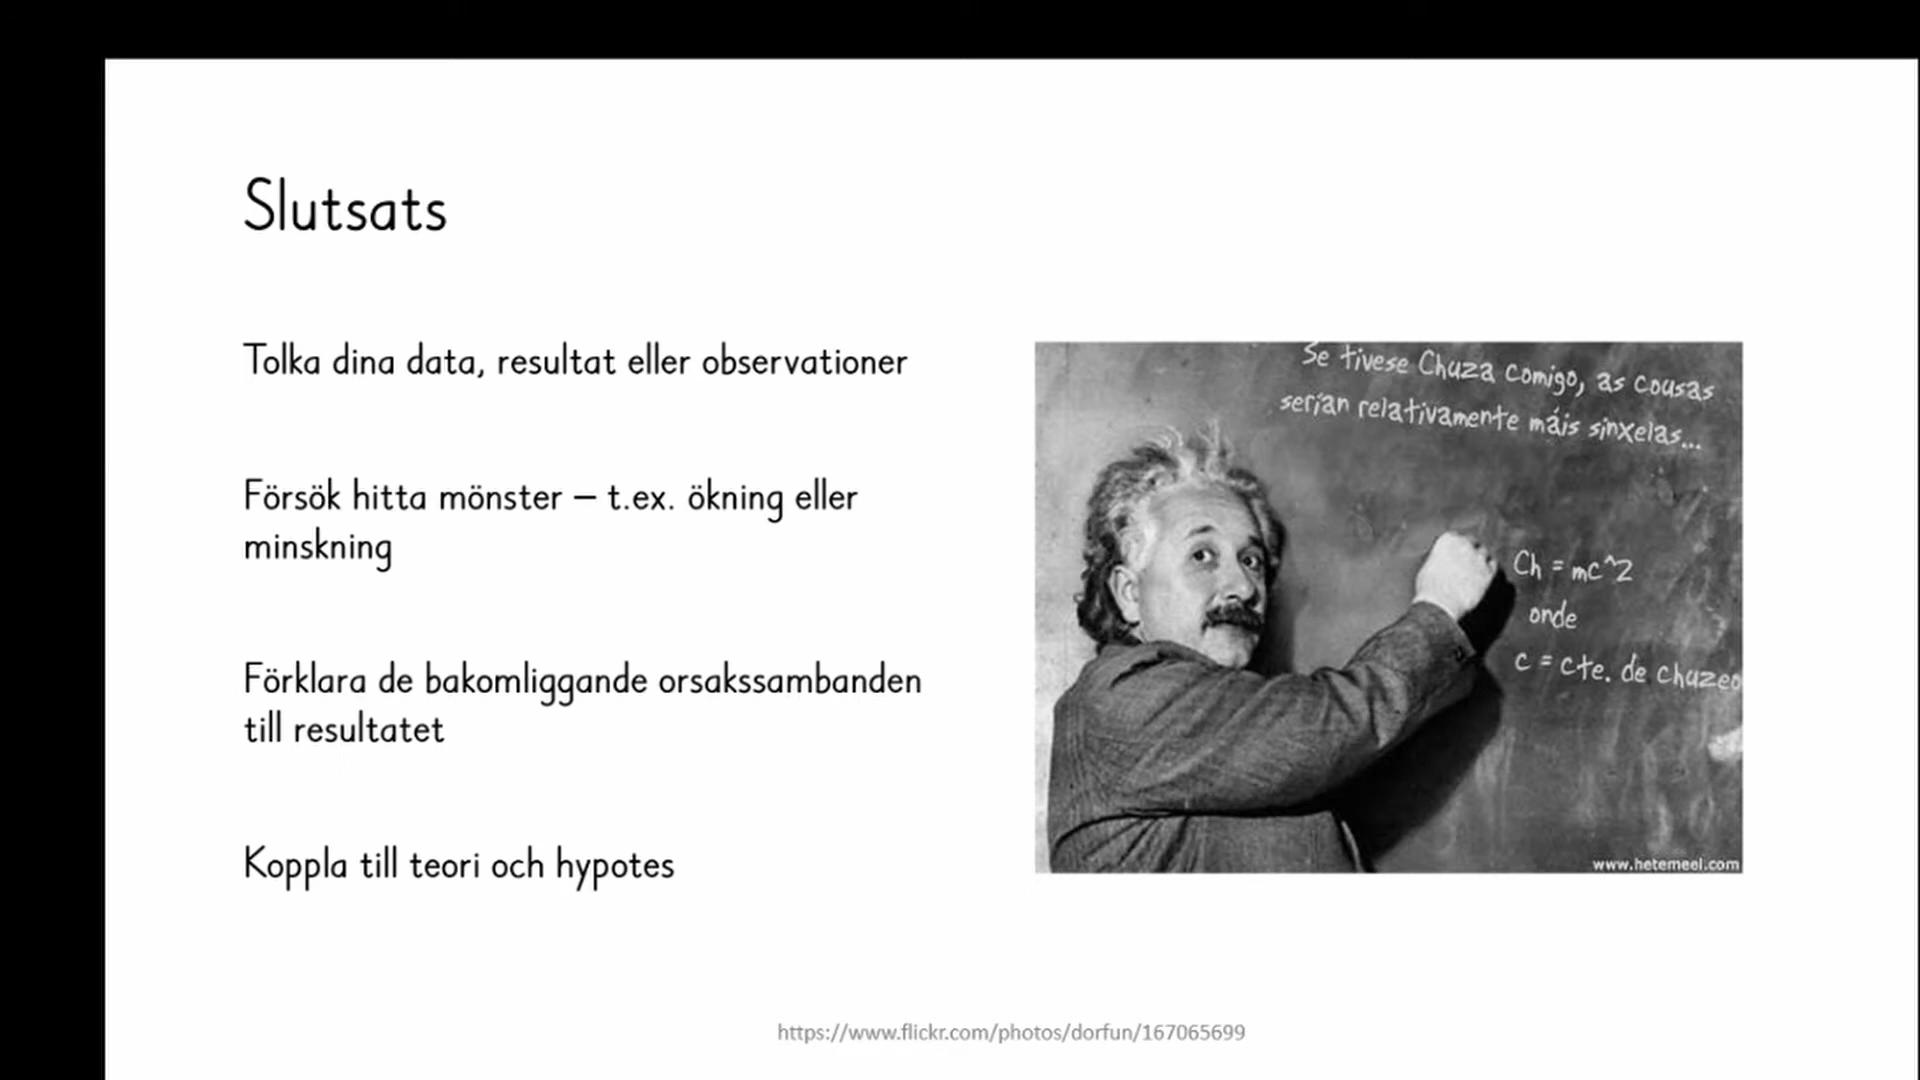 Slutsats
Tolka dina data, resultat eller observationer
Försök hitta mönster – t.ex. ökning eller
minskning
Förklara de bakomliggande orsakssambanden
till resultatet
Koppla till teori och hypotes
Se tivese Chuza comigo, as cousas
serían relativamente máis sinxelas...
Ch = mc^2
onde
c = cte. de chuzeo
www.hetemeel.com
https://www.flickr.com/photos/dorfun/167065699